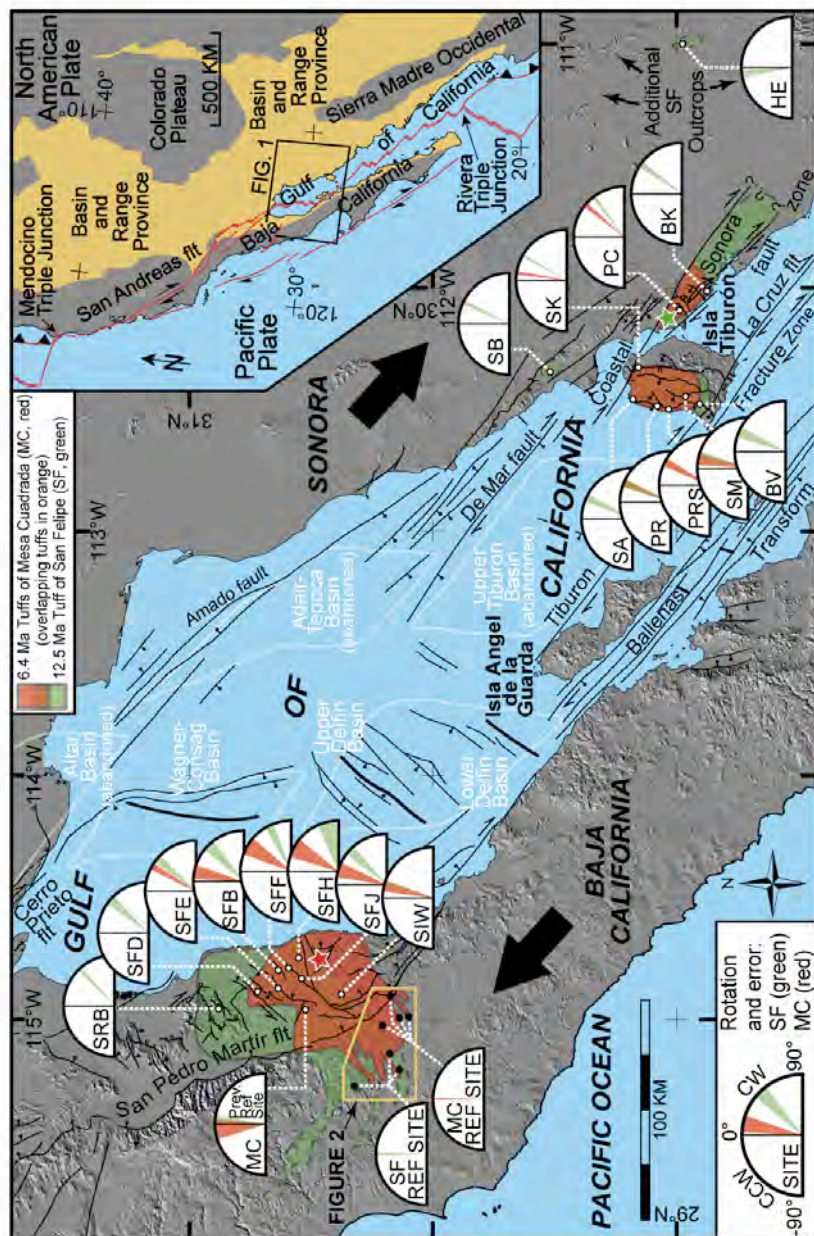 6.4 Ma Tuffs of Mesa Cuadrada (MC, red)
(overlapping tuffs in orange)
12.5 Ma Tuff of San Felipe (SF, green)
Mendocino
Triple Junction
North
American
Plate
Basin
and
Range
Province
Colorado
Plateau
San Andreas flt
110°
40°
500 KM
Basin and
Range
Province
Sierra Madre Occidental
FIG. 1
Gulf
of
California
Baja
California
Pacific Plate
N
120°
30°
Rivera
Triple
Junction
20°
115°W
114°W
113°W
112°W
111°W
31°N
30°N
29°N
Cerro
Prieto
flt
Altar
Basin
(abandoned)
Wagner-
Consag
Basin
Upper
Delfin
Basin
Lower
Delfin
Basin
Adair-
Tepoca
Basin
(abandoned)
Upper
Tiburon
Basin
(abandoned)
Amado fault
De Mar fault
SONORA
GULF
OF
CALIFORNIA
Isla Angel
de la
Guarda
Tiburon
Fracture Zone
Ballenas
Transform
La Cruz flt
Coastal
Sonora
fault
zone
Isla
Tiburón
Additional
SF
Outcrops
San Pedro Martir flt
SRB
SFD
SFE
SFB
SFF
SFH
SFJ
SIW
MC
Prev.
Ref
Site
SF
REF SITE
MC
REF SITE
FIGURE 2
SB
SK
PC
BK
HE
SA
PR
PRS
SM
BV
?
?
BAJA
CALIFORNIA
PACIFIC OCEAN
100 KM
N
-90°
CCW
0°
CW
90°
SITE
Rotation
and error:
SF (green)
MC (red)